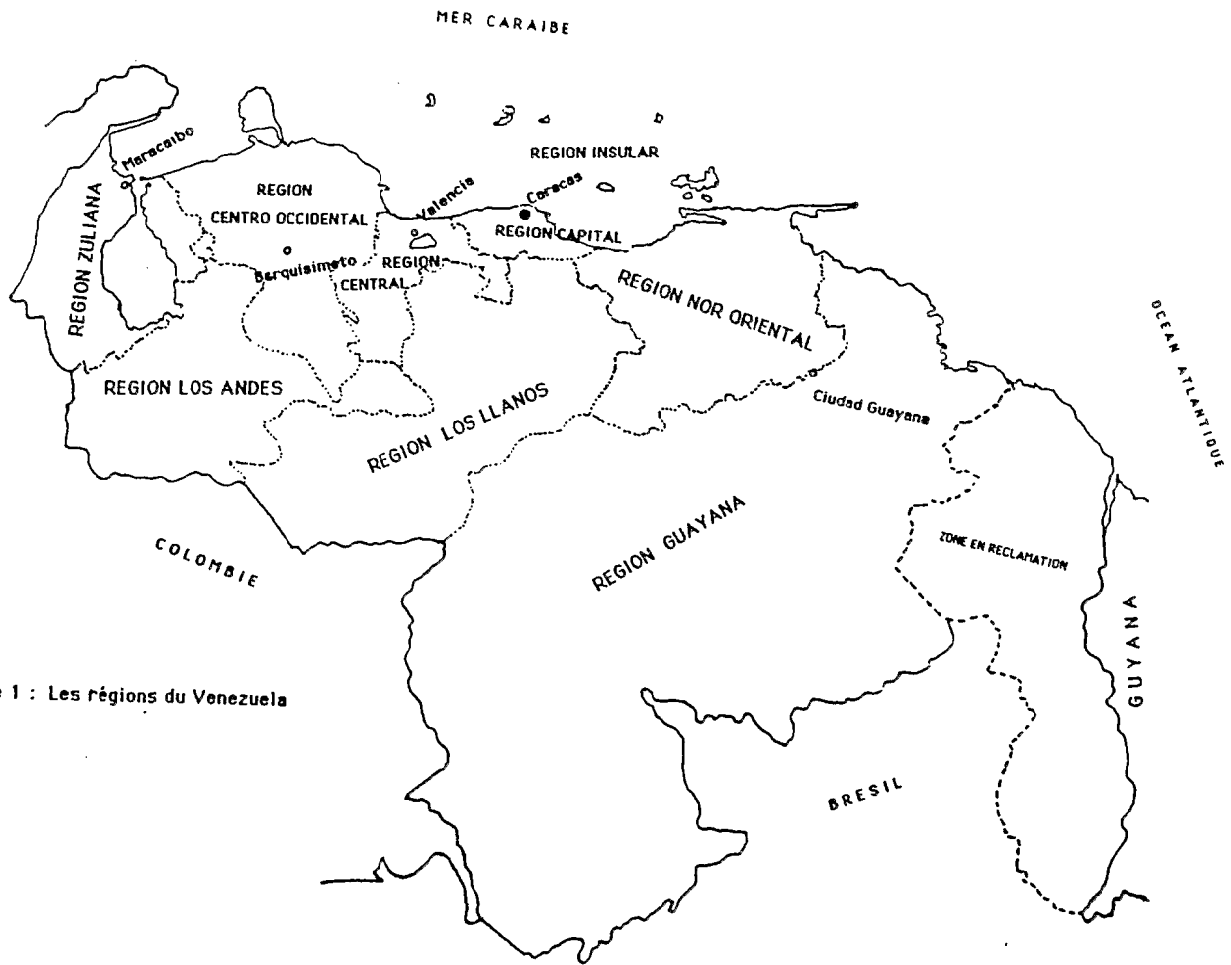 MER CARAIBE
Maracaibo
REGION INSULAR
REGION
CENTRO OCCIDENTAL
Valencia
Caracas
REGION CAPITAL
REGION ZULIANA
Barquisimeto
REGION
CENTRAL
REGION NOR ORIENTAL
OCEAN ATLANTIQUE
REGION LOS ANDES
REGION LOS LLANOS
Ciudad Guayana
REGION GUAYANA
ZONE EN RECLAMATION
COLOMBIE
GUYANA
1 : Les régions du Venezuela
BRESIL